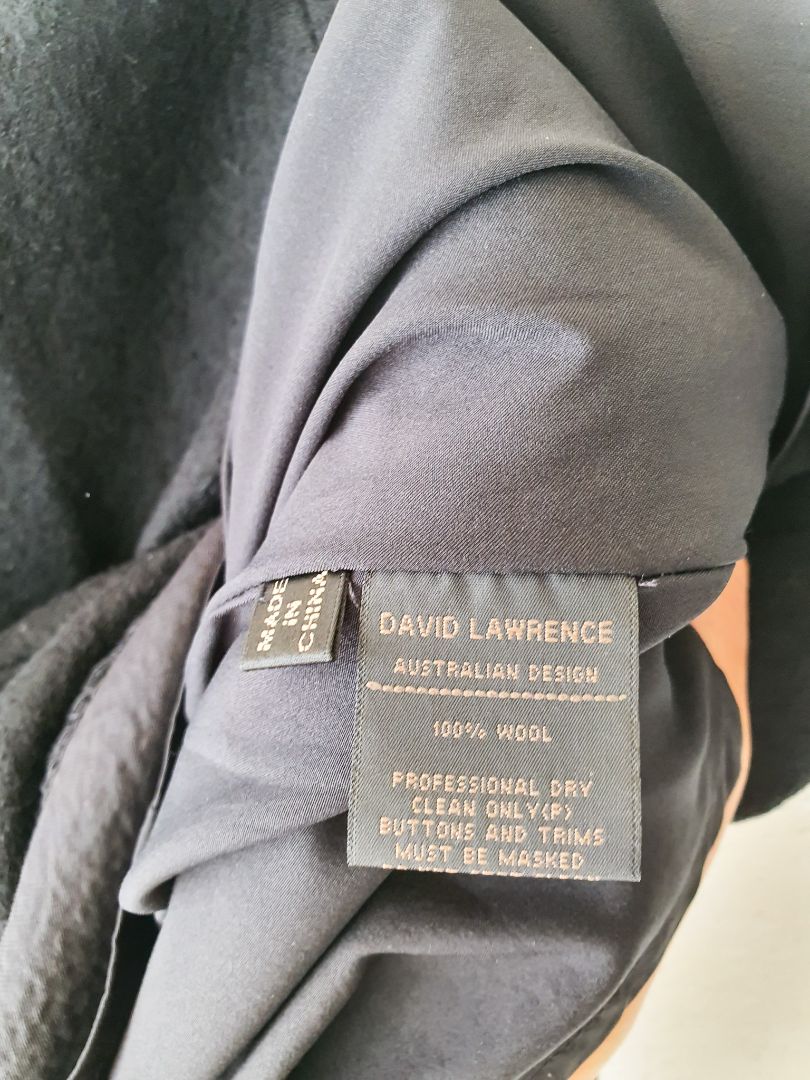 MADE
IN
CHINA
DAVID LAWRENCE
AUSTRALIAN DESIGN
100% WOOL
PROFESSIONAL DRY
CLEAN ONLY(P)
BUTTONS AND TRIMS
MUST BE MASKED